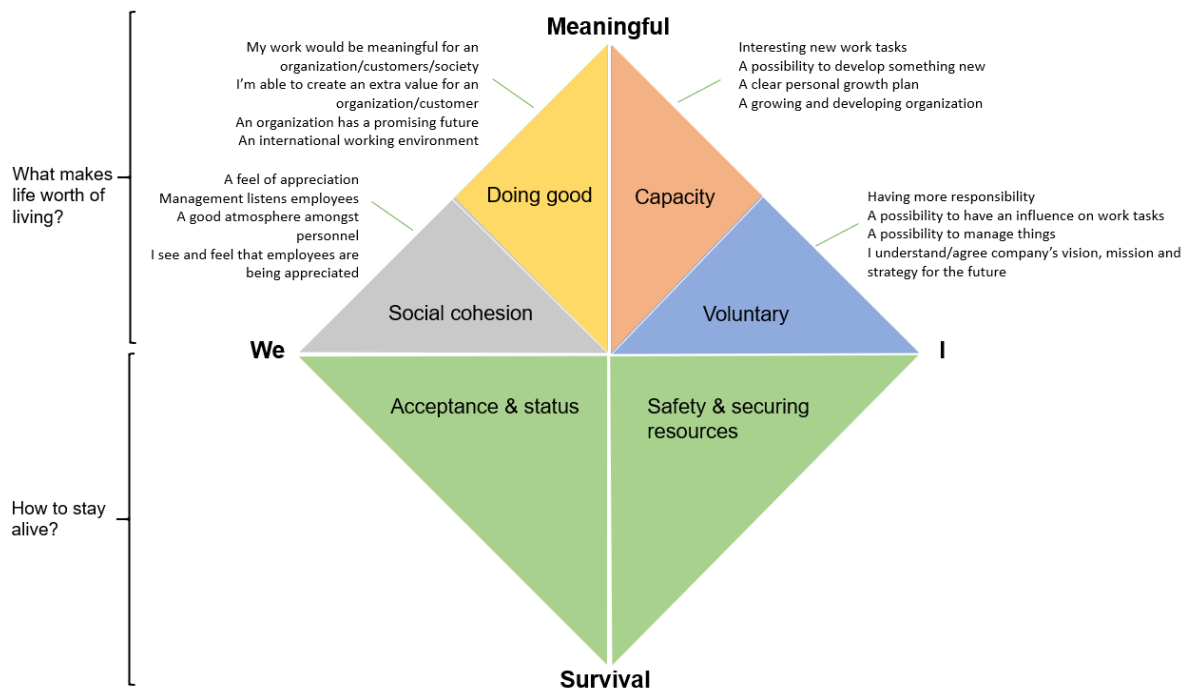 Meaningful
My work would be meaningful for an
organization/customers/society
I'm able to create an extra value for an
organization/customer
An organization has a promising future
An international working environment
Interesting new work tasks
A possibility to develop something new
A clear personal growth plan
A growing and developing organization
What makes
life worth of
living?
A feel of appreciation
Management listens employees
A good atmosphere amongst
personnel
I see and feel that employees are
being appreciated
Doing good
Capacity
Having more responsibility
A possibility to have an influence on work tasks
A possibility to manage things
I understand/agree company's vision, mission and
strategy for the future
Social cohesion
Voluntary
We
I
Acceptance & status
Safety & securing
resources
How to stay
alive?
Survival